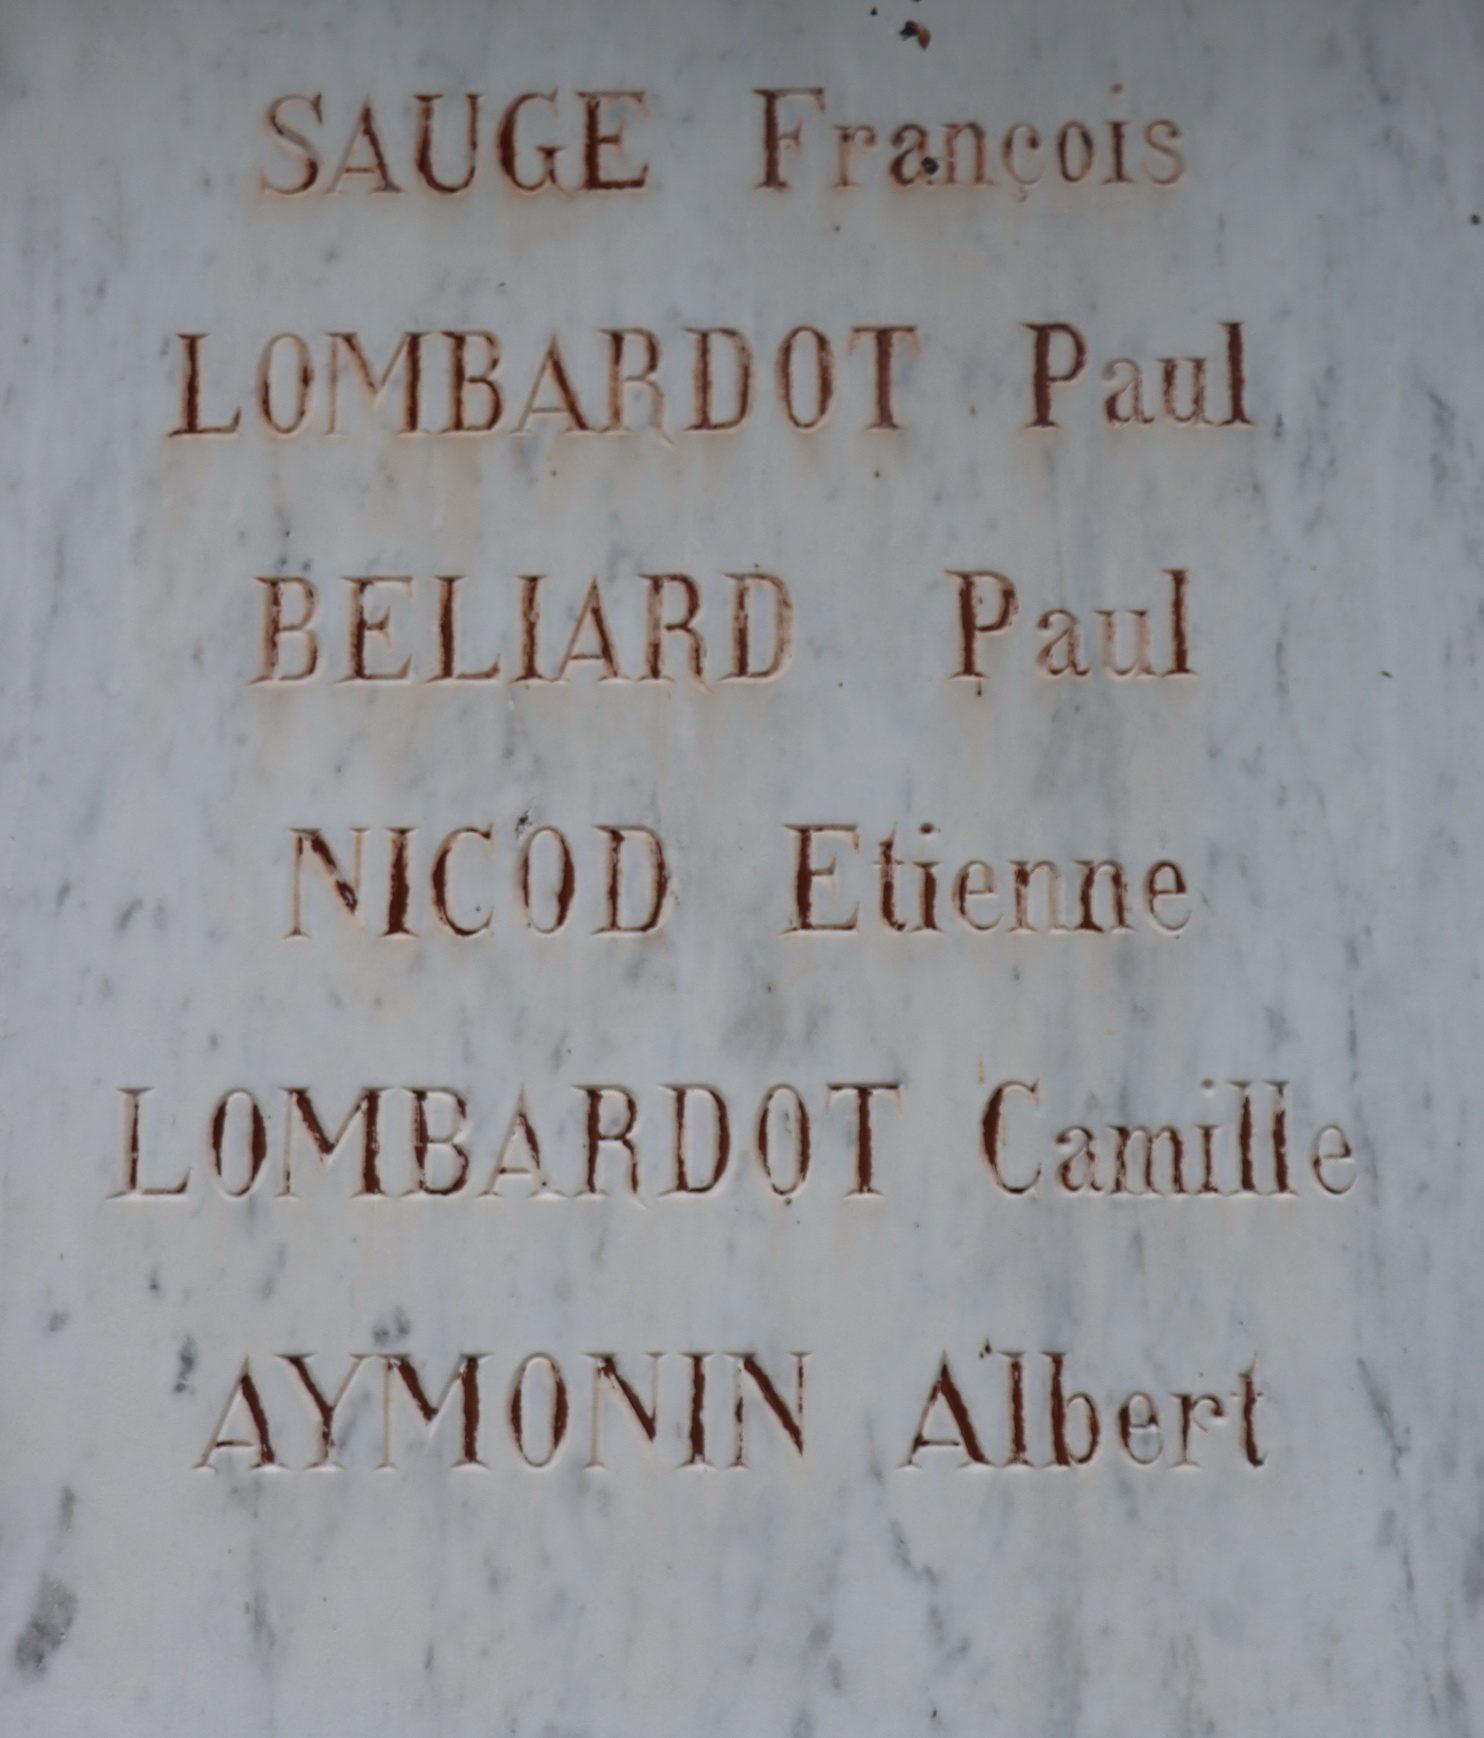 SAUGE François
LOMBARDOT Paul
BELIARD Paul
NICOD Etienne
LOMBARDOT Camille
AYMONIN Albert